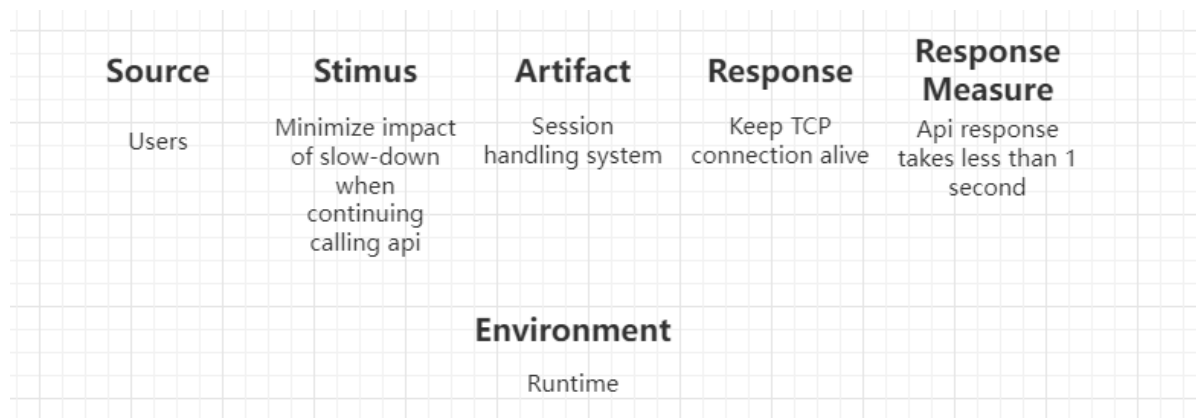 Source
Users
Stimus
Minimize impact
of slow-down
when
continuing
calling api
Artifact
Session
handling system
Response
Keep TCP
connection alive
Response
Measure
Api response
takes less than 1
second
Environment
Runtime